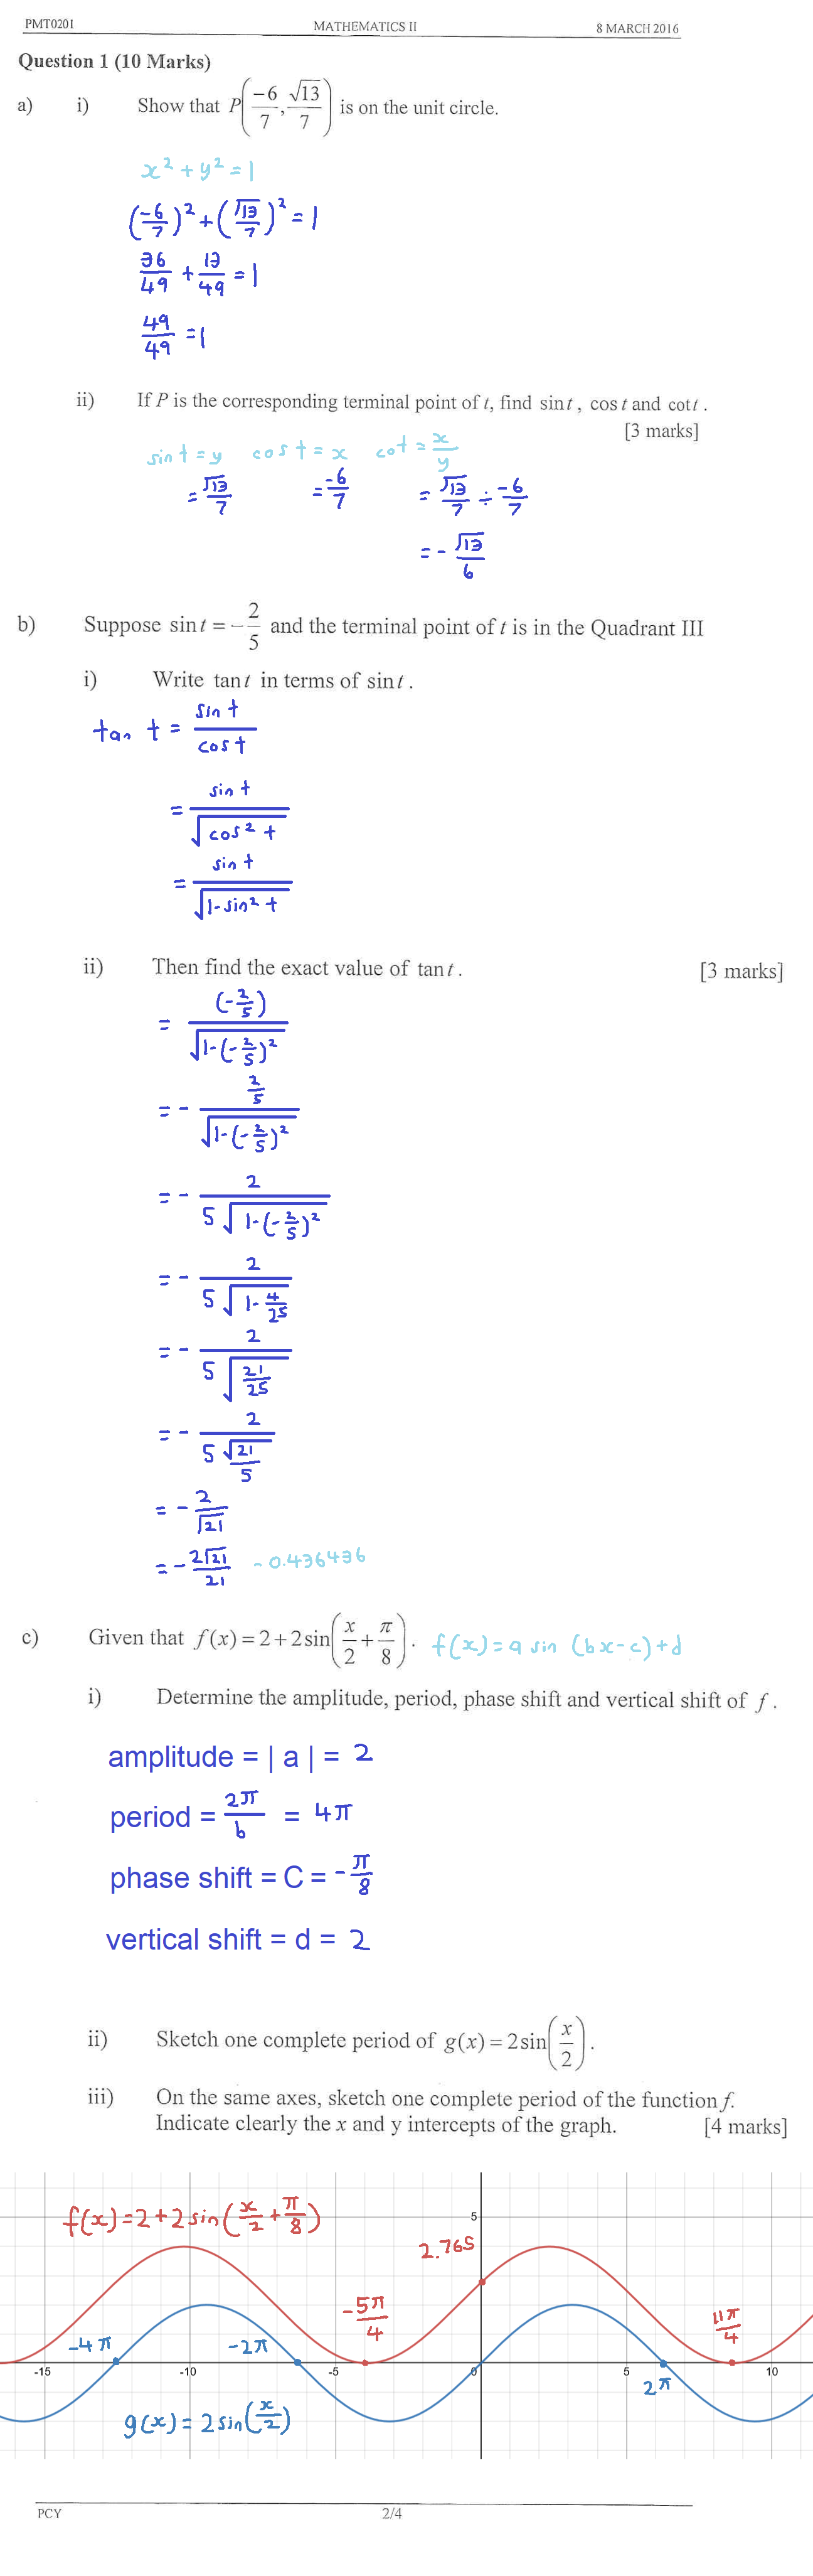 PMT0201 MATHEMATICS II 8 MARCH 2016
Question 1 (10 Marks)
a) i) Show that P(-6/7, √13/7) is on the unit circle.
x² + y² = 1
(-6/7)² + (√13/7)² = 1
36/49 + 13/49 = 1
49/49 = 1
ii) If P is the corresponding terminal point of t, find sin t, cos t and cot t.
[3 marks]
sin t = y cos t = x cot = x/y
= √13/7 = -6/7 = √13/7 ÷ -6/7
= - √13/6
b) Suppose sin t = -2/5 and the terminal point of t is in the Quadrant III
i) Write tan t in terms of sin t.
tan t = sin t / cos t
= sin t / √(cos² t)
= sin t / √(1-sin² t)
ii) Then find the exact value of tan t. [3 marks]
= (-2/5) / √(1-(-2/5)²)
= - (2/5) / √(1-(-2/5)²)
= - 2 / 5√(1-(-2/5)²)
= - 2 / 5√(1-4/25)
= - 2 / 5√(21/25)
= - 2 / 5 √21/5
= - 2/√21
= - 2√21/21 -0.436436
c) Given that f(x) = 2 + 2 sin(x/2 + π/8). f(x) = a sin (bx-c)+d
i) Determine the amplitude, period, phase shift and vertical shift of f.
amplitude = | a | = 2
period = 2π/b = 4π
phase shift = C = -π/8
vertical shift = d = 2
ii) Sketch one complete period of g(x) = 2 sin(x/2).
iii) On the same axes, sketch one complete period of the function f.
Indicate clearly the x and y intercepts of the graph. [4 marks]
f(x) = 2 + 2 sin(x/2 + π/8) 5
2.765
-5π/4 11π/4
-4π -2π
-15 -10 -5 0 5 10
2π
g(x) = 2 sin(x/2)
PCY 2/4